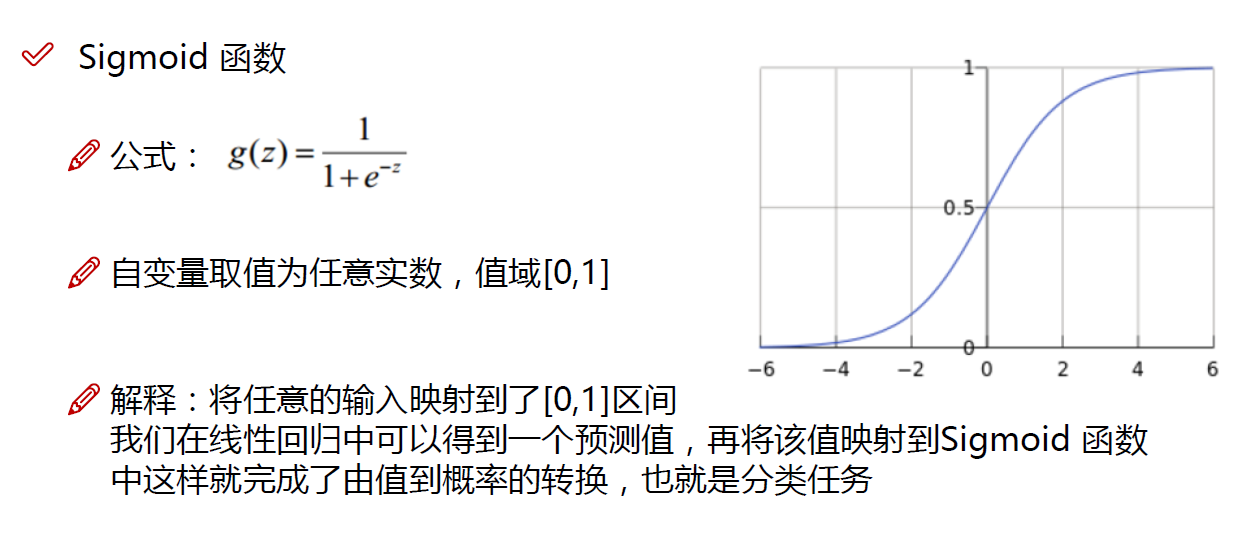 Sigmoid 函数
公式： g(z) = 1 / (1 + e^{-z})
自变量取值为任意实数，值域[0,1]
解释：将任意的输入映射到了[0,1]区间
我们在线性回归中可以得到一个预测值，再将该值映射到Sigmoid 函数
中这样就完成了由值到概率的转换，也就是分类任务
1
0.5
0
−6 −4 −2 0 2 4 6